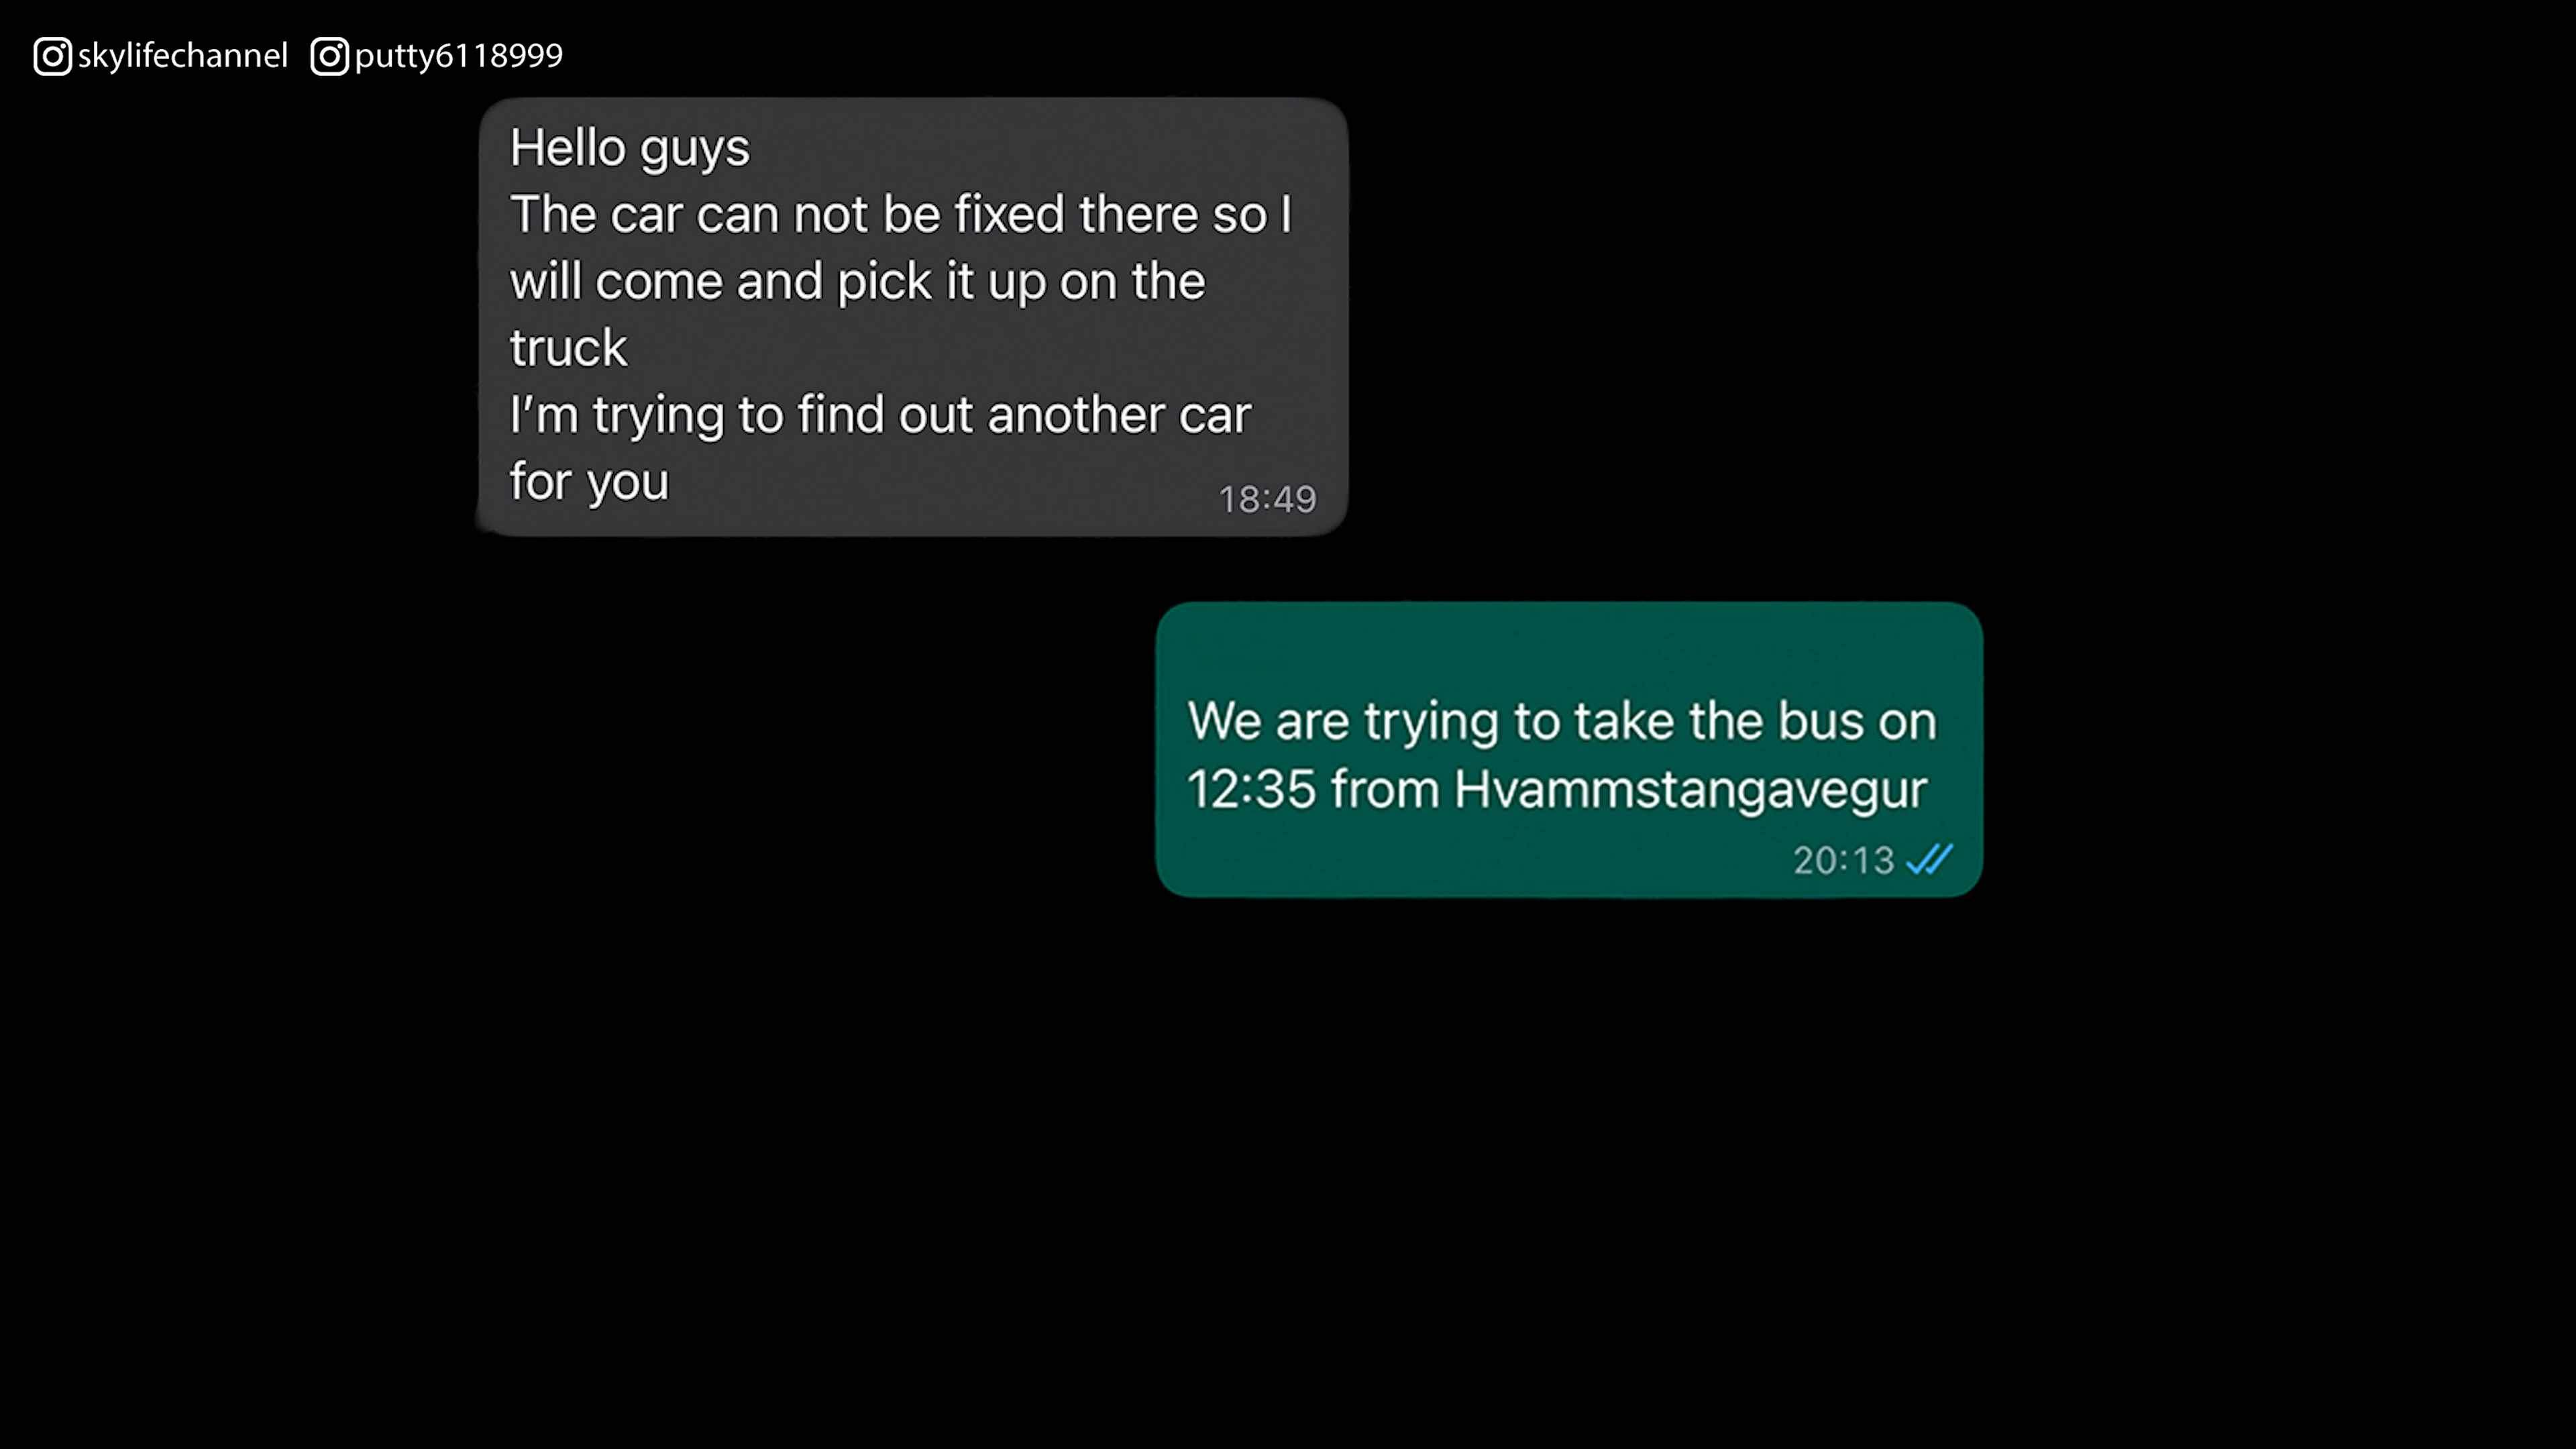 skylifechannel putty6118999
Hello guys
The car can not be fixed there so I
will come and pick it up on the
truck
I’m trying to find out another car
for you
18:49
We are trying to take the bus on
12:35 from Hvammstangavegur
20:13